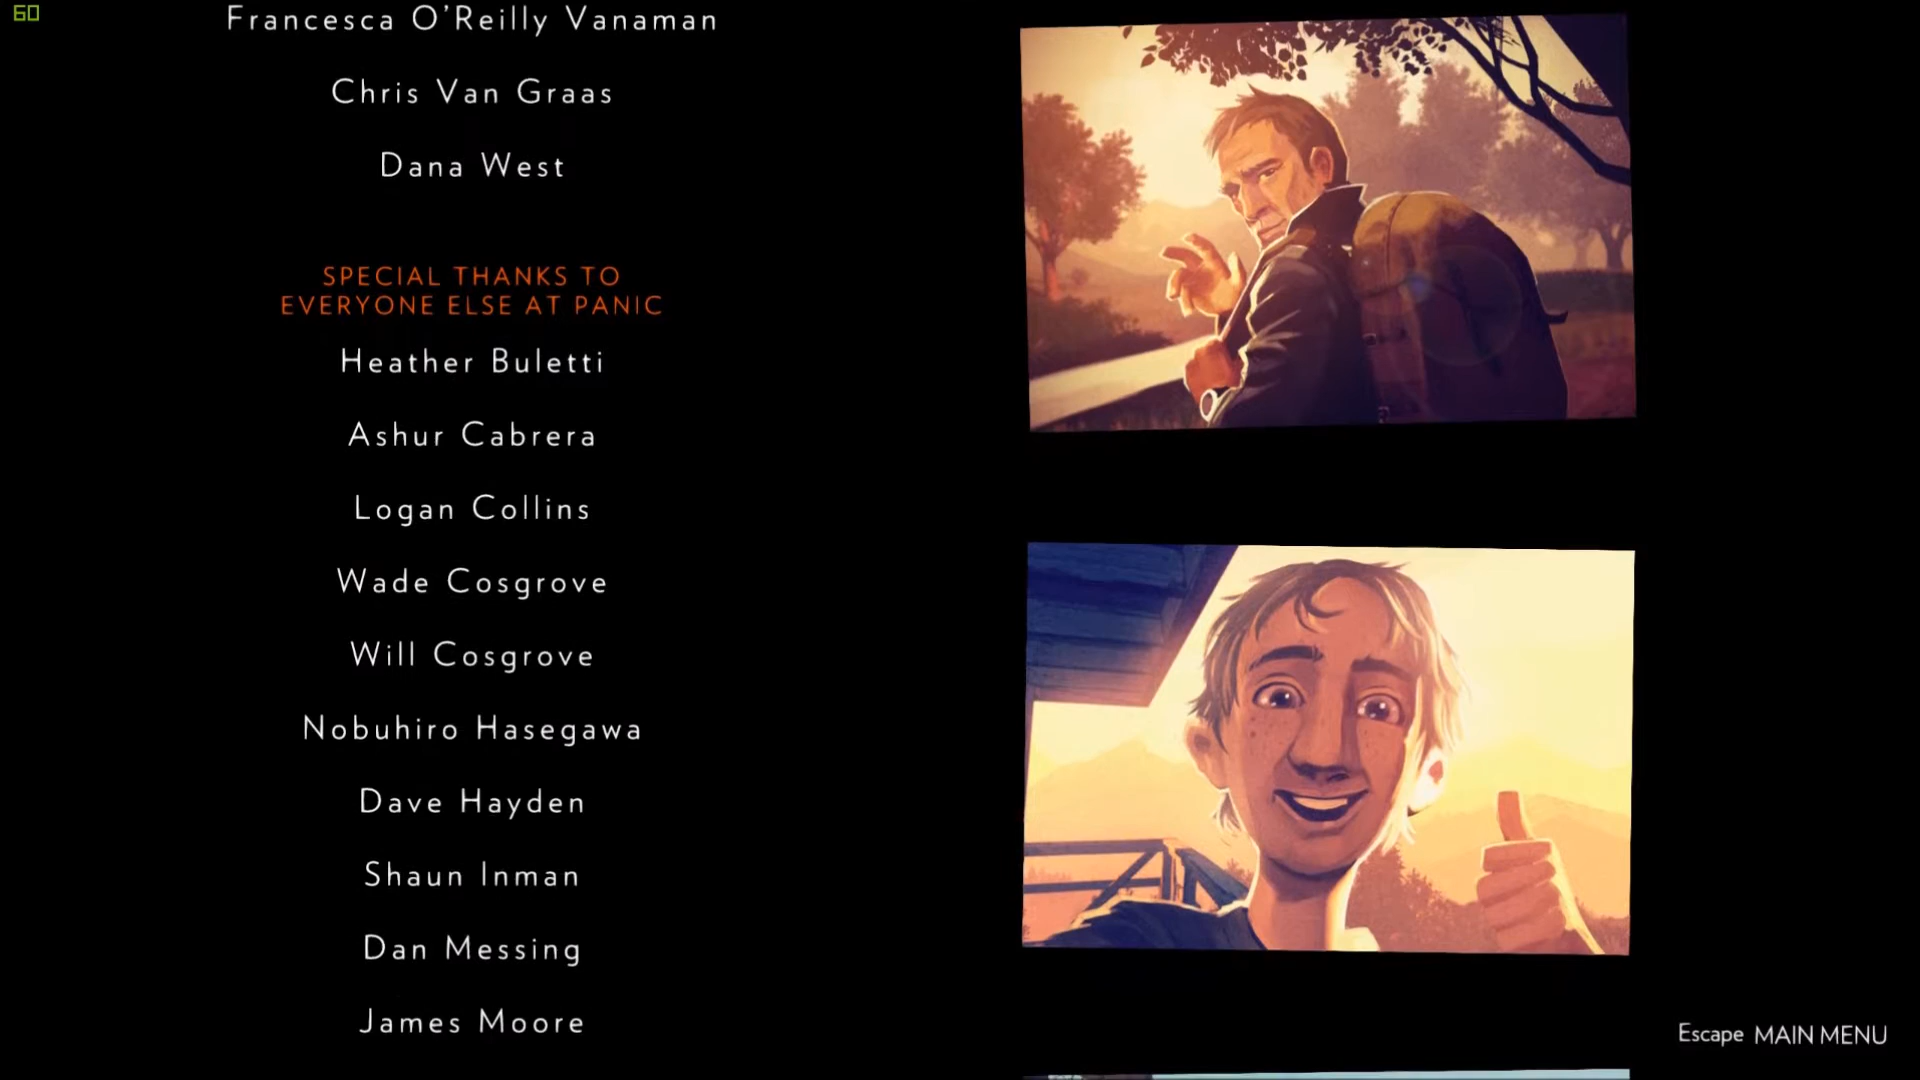 60
Francesca O'Reilly Vanaman
Chris Van Graas
Dana West
SPECIAL THANKS TO
EVERYONE ELSE AT PANIC
Heather Buletti
Ashur Cabrera
Logan Collins
Wade Cosgrove
Will Cosgrove
Nobuhiro Hasegawa
Dave Hayden
Shaun Inman
Dan Messing
James Moore
Escape MAIN MENU